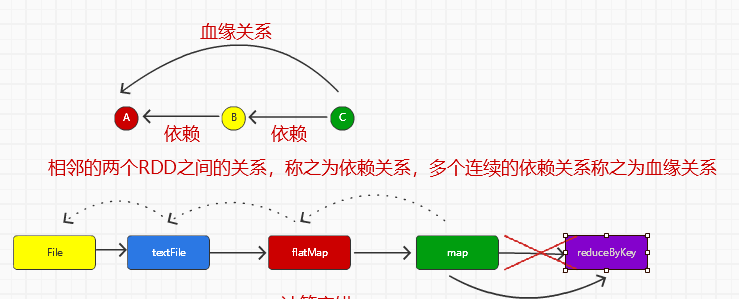 血缘关系
A B C
依赖 依赖
相邻的两个RDD之间的关系，称之为依赖关系，多个连续的依赖关系称之为血缘关系
File textFile flatMap map reduceByKey